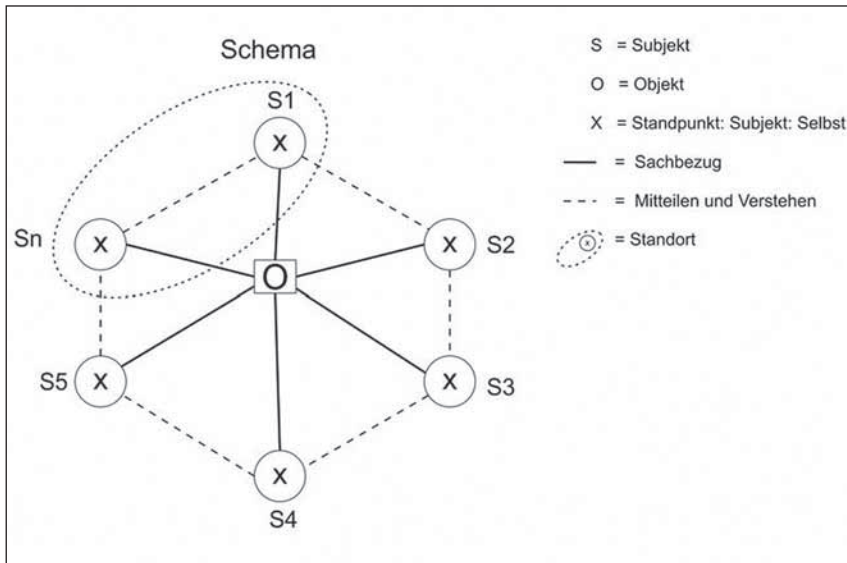 Schema
S1
x
Sn
x
x
S2
O
S5
x
x
S3
x
S4
S = Subjekt
O = Objekt
X = Standpunkt: Subjekt: Selbst
= Sachbezug
= Mitteilen und Verstehen
x = Standort